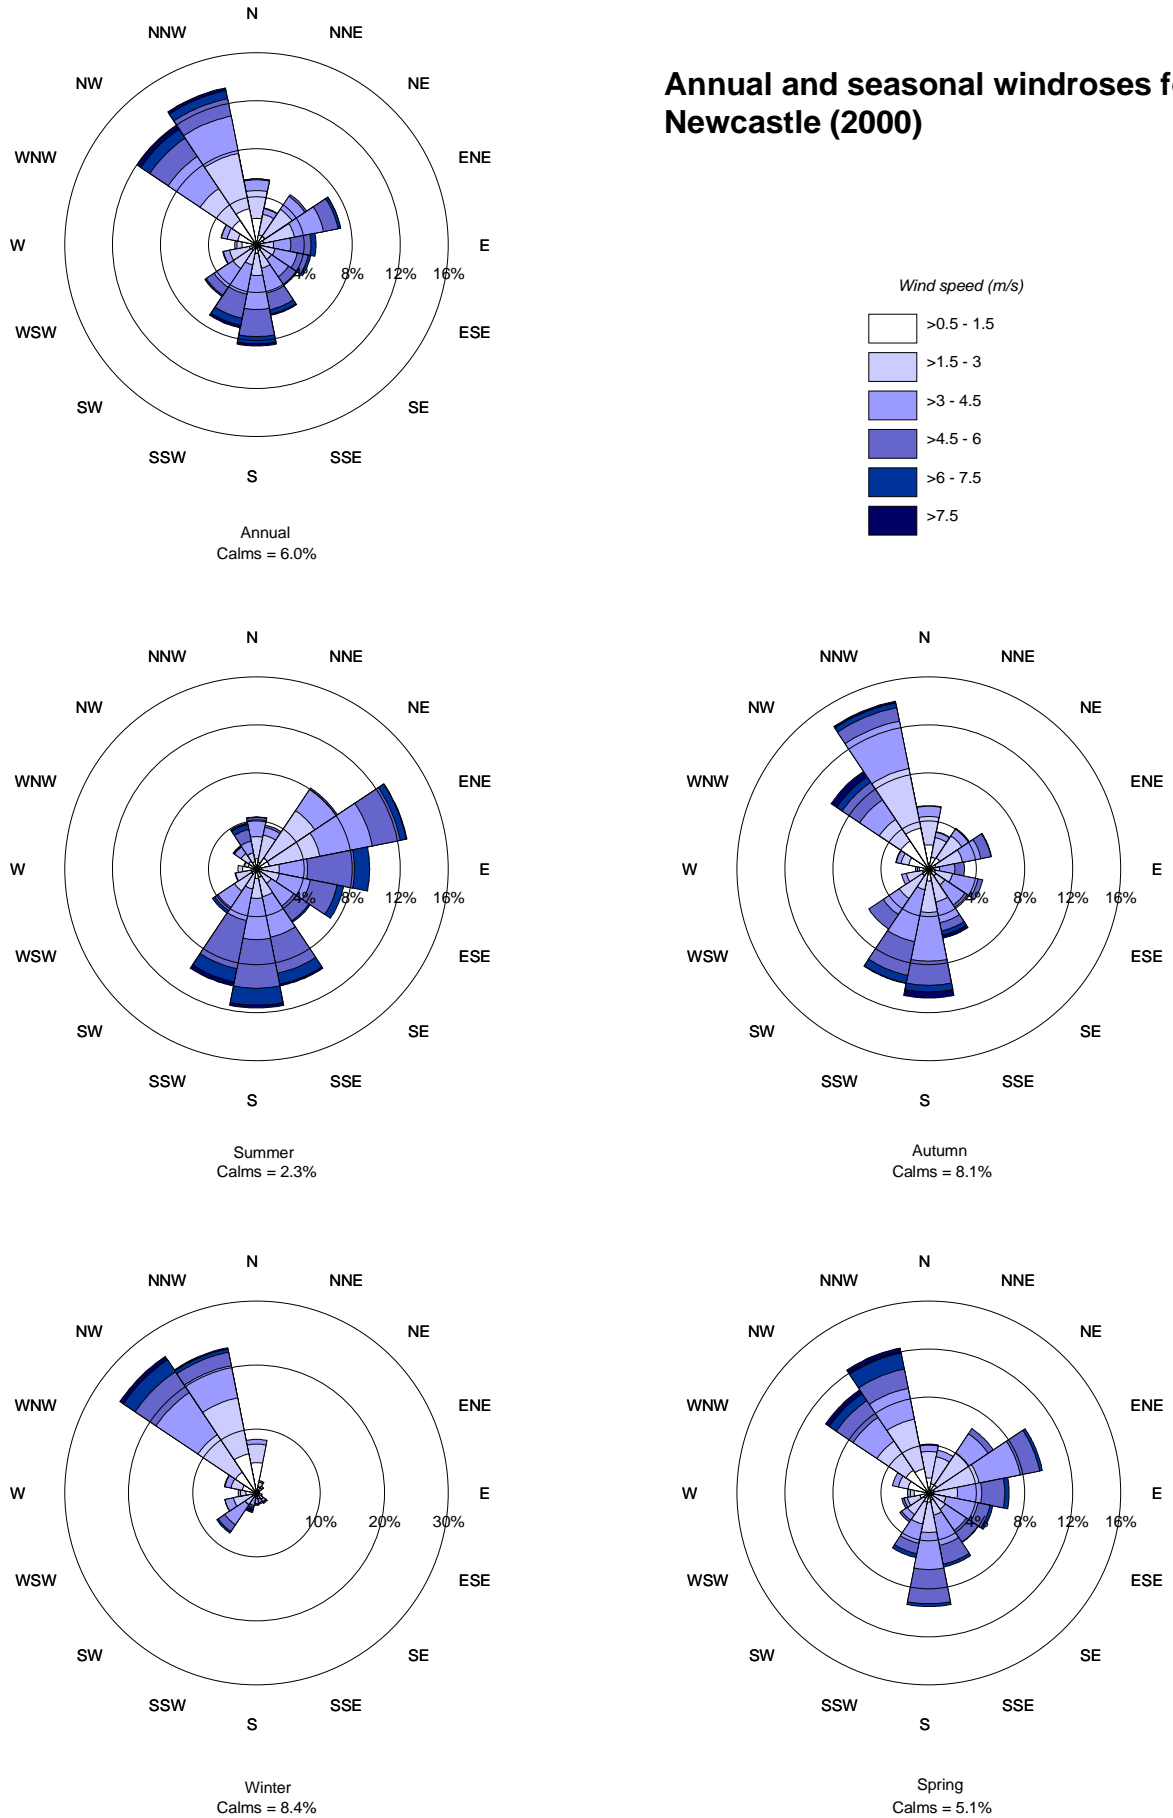 N
NNW NNE
NW NE
WNW ENE
W E
4% 8% 12% 16%
WSW ESE
SW SE
SSW SSE
S
Annual
Calms = 6.0%
Annual and seasonal windroses f
Newcastle (2000)
Wind speed (m/s)
>0.5 - 1.5
>1.5 - 3
>3 - 4.5
>4.5 - 6
>6 - 7.5
>7.5
N
NNW NNE
NW NE
WNW ENE
W E
4% 8% 12% 16%
WSW ESE
SW SE
SSW SSE
S
Summer
Calms = 2.3%
N
NNW NNE
NW NE
WNW ENE
W E
4% 8% 12% 16%
WSW ESE
SW SE
SSW SSE
S
Autumn
Calms = 8.1%
N
NNW NNE
NW NE
WNW ENE
W E
10% 20% 30%
WSW ESE
SW SE
SSW SSE
S
Winter
Calms = 8.4%
N
NNW NNE
NW NE
WNW ENE
W E
4% 8% 12% 16%
WSW ESE
SW SE
SSW SSE
S
Spring
Calms = 5.1%